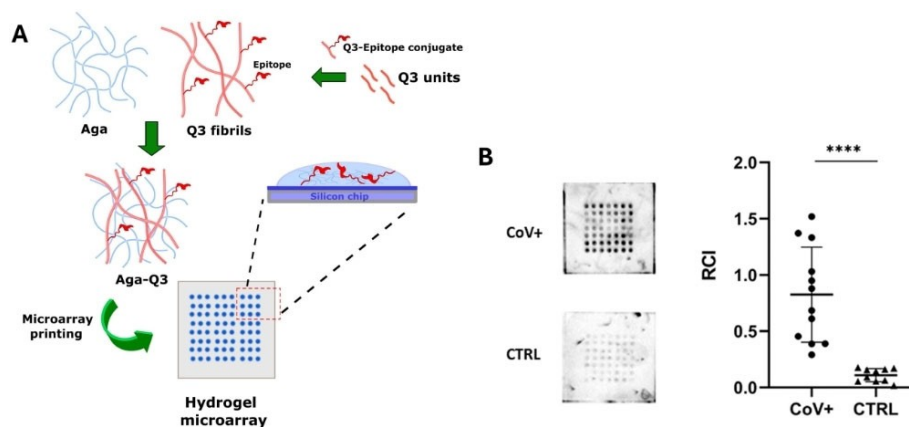 A
Aga
Q3 fibrils
Epitope
Q3-Epitope conjugate
Q3 units
Aga-Q3
Silicon chip
Microarray
printing
Hydrogel
microarray
B
CoV+
CTRL
****
RCI
2.0
1.5
1.0
0.5
0.0
CoV+ CTRL